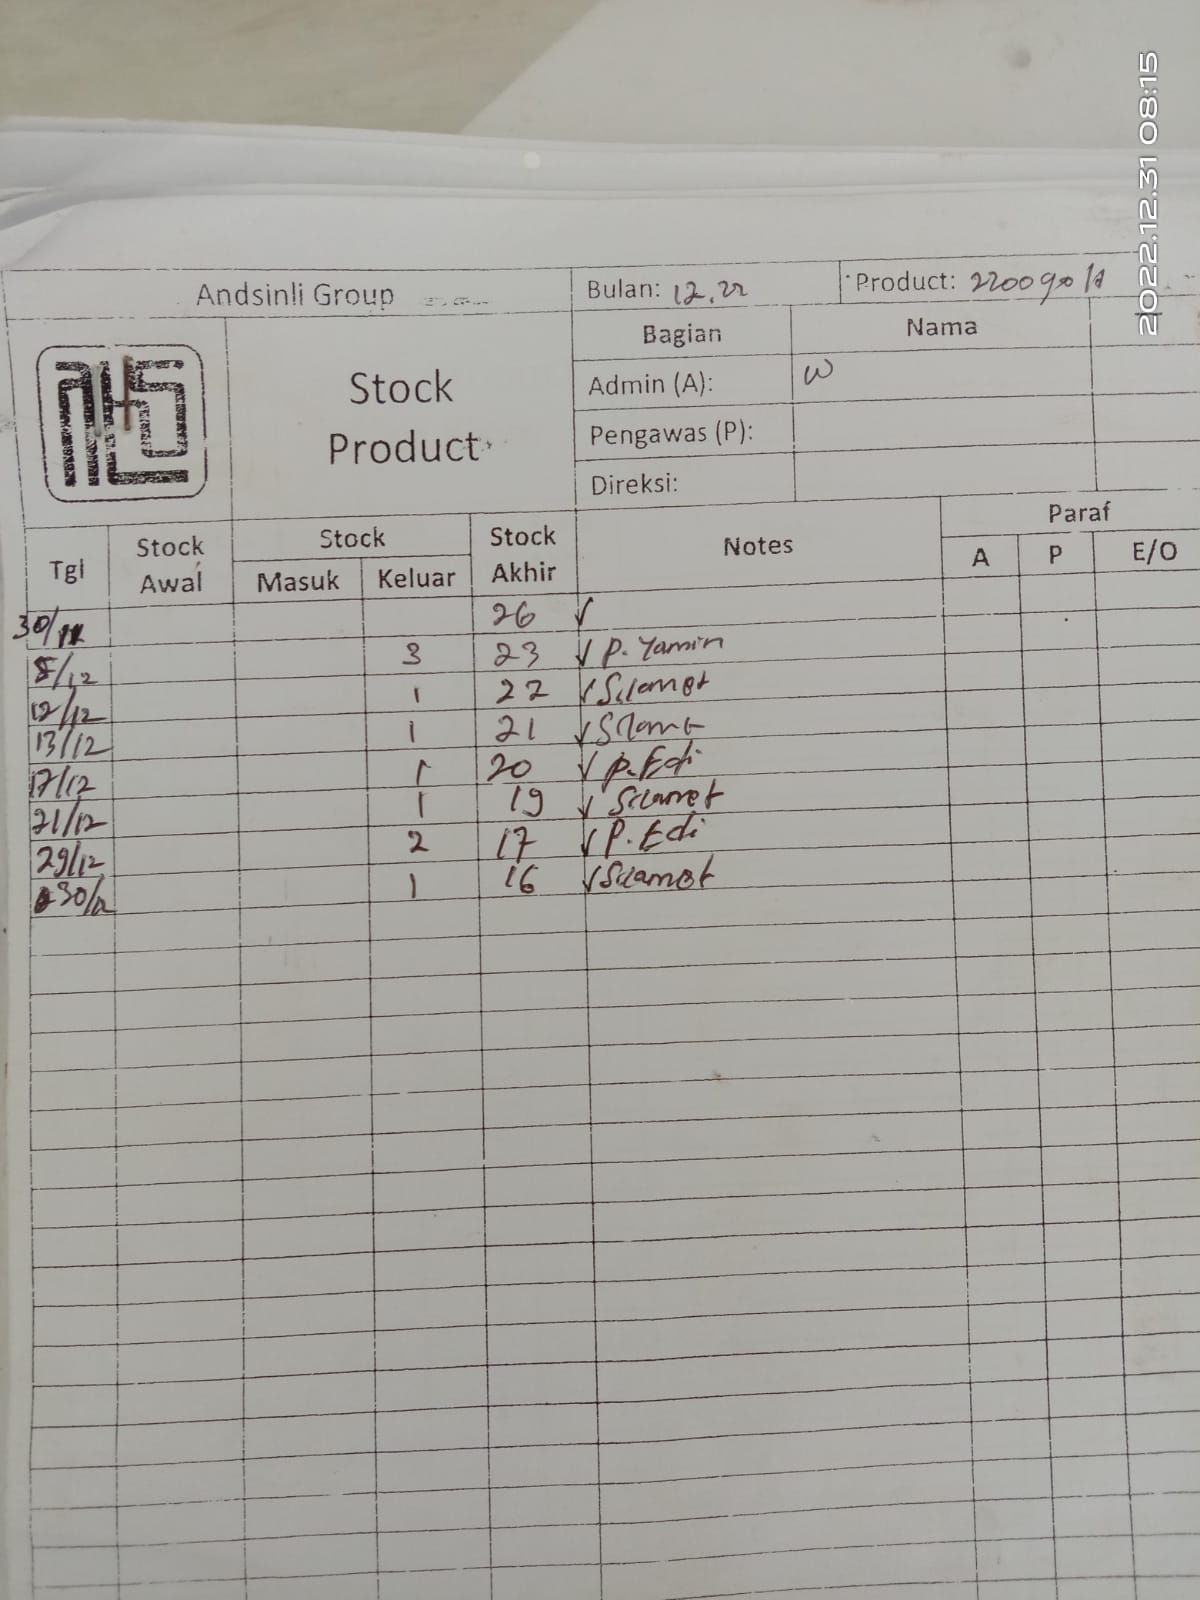 2022.12.31 08:15
Andsinli Group
Bulan: 12.22
Product: 220090/A
Stock Product
Bagian Nama
Admin (A): W
Pengawas (P):
Direksi:
Tgl Stock Awal Stock Masuk Keluar Stock Akhir Notes Paraf A P E/O
30/11 26 ✓
8/12 3 23 ✓ P. Yamin
12/12 1 22 ✓ Slamet
13/12 1 21 ✓ Slame
17/12 1 20 ✓ P. Edi
21/12 1 19 ✓ Slamet
29/12 2 17 ✓ P. Edi
30/12 1 16 ✓ Slamet